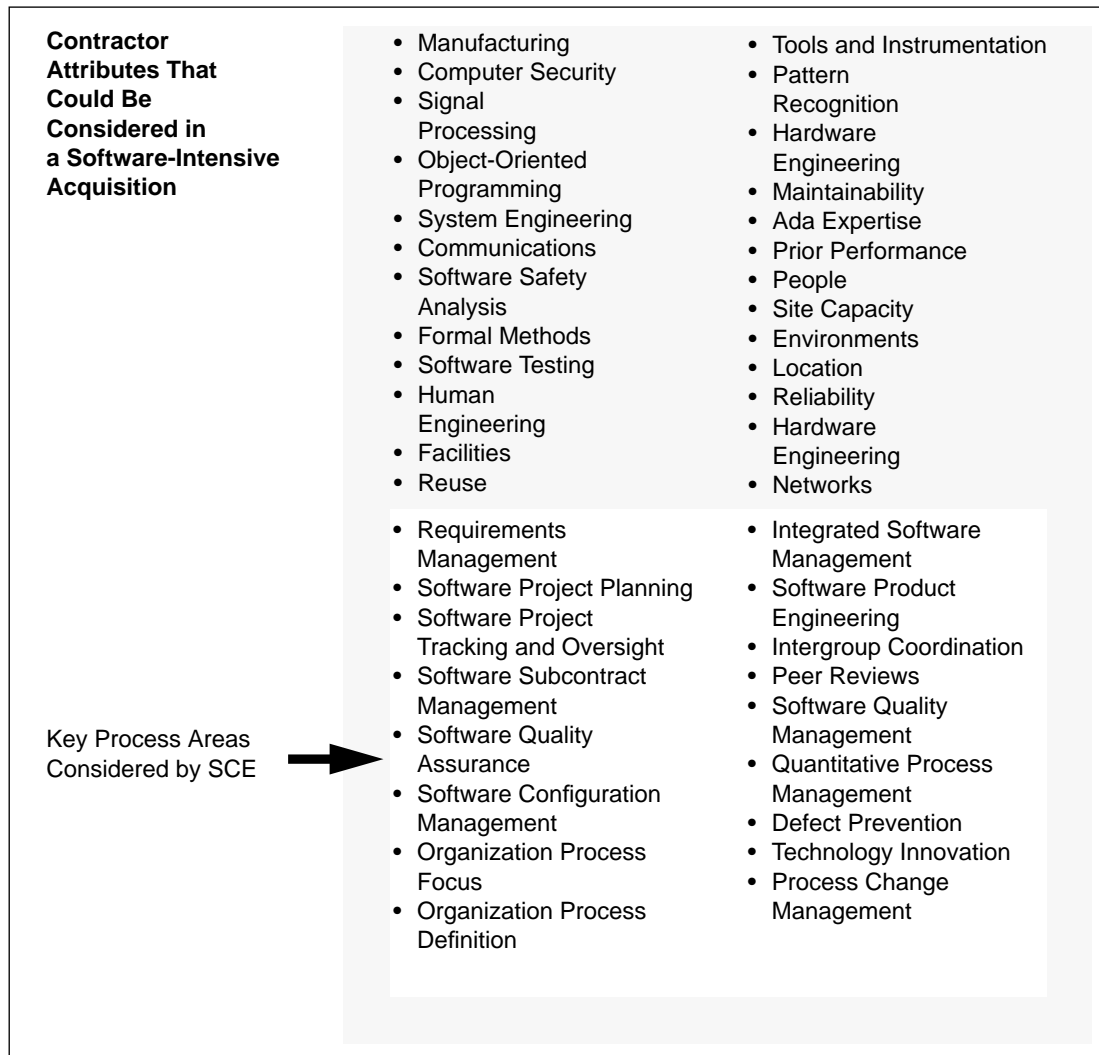 Contractor
Attributes That
Could Be
Considered in
a Software-Intensive
Acquisition
• Manufacturing
• Computer Security
• Signal
Processing
• Object-Oriented
Programming
• System Engineering
• Communications
• Software Safety
Analysis
• Formal Methods
• Software Testing
• Human
Engineering
• Facilities
• Reuse
• Tools and Instrumentation
• Pattern
Recognition
• Hardware
Engineering
• Maintainability
• Ada Expertise
• Prior Performance
• People
• Site Capacity
• Environments
• Location
• Reliability
• Hardware
Engineering
• Networks
Key Process Areas
Considered by SCE
• Requirements
Management
• Software Project Planning
• Software Project
Tracking and Oversight
• Software Subcontract
Management
• Software Quality
Assurance
• Software Configuration
Management
• Organization Process
Focus
• Organization Process
Definition
• Integrated Software
Management
• Software Product
Engineering
• Intergroup Coordination
• Peer Reviews
• Software Quality
Management
• Quantitative Process
Management
• Defect Prevention
• Technology Innovation
• Process Change
Management